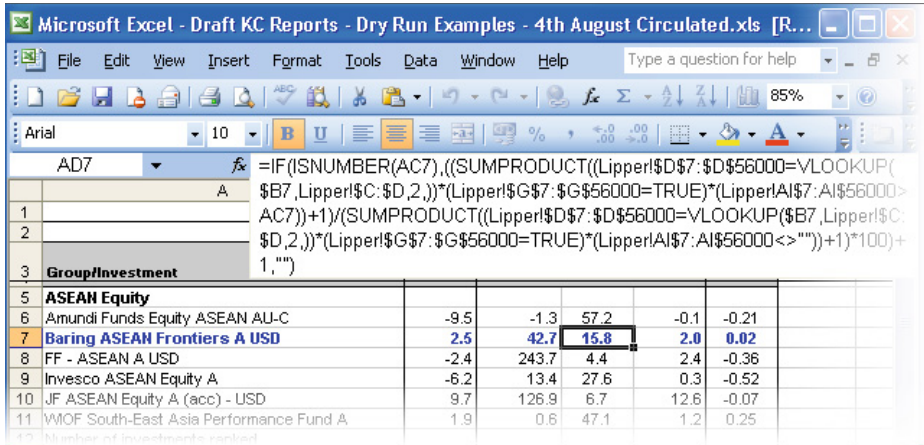 Microsoft Excel - Draft KC Reports - Dry Run Examples - 4th August Circulated.xls [R...
File Edit View Insert Format Tools Data Window Help Type a question for help
ABC fx Σ A Z Z A 85%
Arial 10 B U % , A
AD7 fx =IF(ISNUMBER(AC7),((SUMPRODUCT((Lipper!$D$7:$D$56000=VLOOKUP(
$B7,Lipper!$C:$D,2,))*(Lipper!$G$7:$G$56000=TRUE)*(Lipper!AI$7:AI$56000>
AC7))+1)/(SUMPRODUCT((Lipper!$D$7:$D$56000=VLOOKUP($B7,Lipper!$C:
$D,2,))*(Lipper!$G$7:$G$56000=TRUE)*(Lipper!AI$7:AI$56000<>""))+1)*100)+
1,"")
A
1
2
3 Group/Investment
5 ASEAN Equity
6 Amundi Funds Equity ASEAN AU-C -9.5 -1.3 57.2 -0.1 -0.21
7 Baring ASEAN Frontiers A USD 2.5 42.7 15.8 2.0 0.02
8 FF - ASEAN A USD -2.4 243.7 4.4 2.4 -0.36
9 Invesco ASEAN Equity A -6.2 13.4 27.6 0.3 -0.52
10 JF ASEAN Equity A (acc) - USD 9.7 126.9 6.7 12.6 -0.07
11 WIOF South-East Asia Performance Fund A 1.9 0.6 47.1 1.2 0.25
12 Number of investments ranked